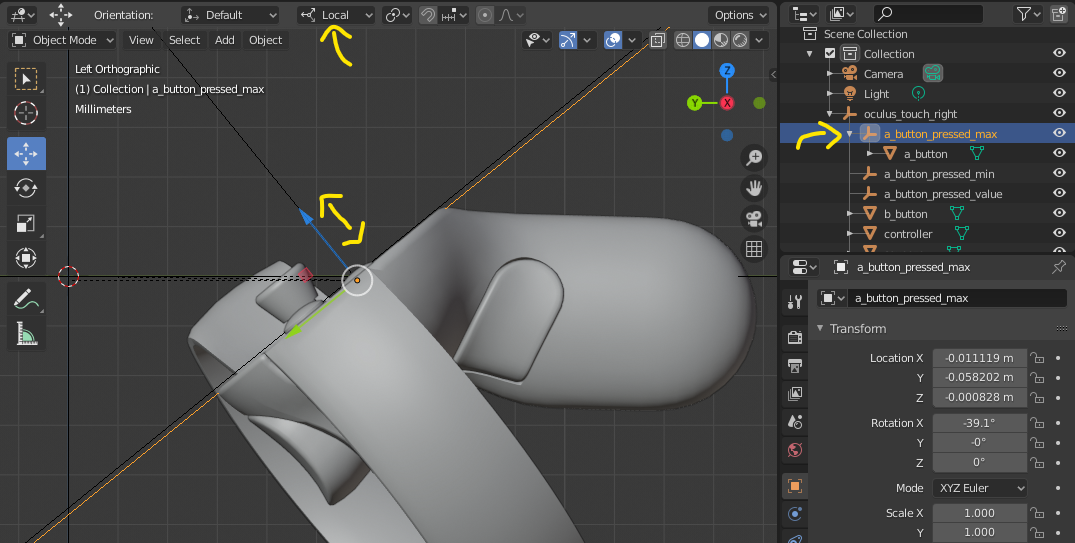 Orientation: Default Local Options
Object Mode View Select Add Object
Left Orthographic
(1) Collection | a_button_pressed_max
Millimeters
Z
Y
X
Scene Collection
Collection
Camera
Light
oculus_touch_right
a_button_pressed_max
a_button
a_button_pressed_min
a_button_pressed_value
b_button
controller
a_button_pressed_max
a_button_pressed_max
Transform
Location X -0.011119 m
Y -0.058202 m
Z -0.000828 m
Rotation X -39.1°
Y -0°
Z 0°
Mode XYZ Euler
Scale X 1.000
Y 1.000